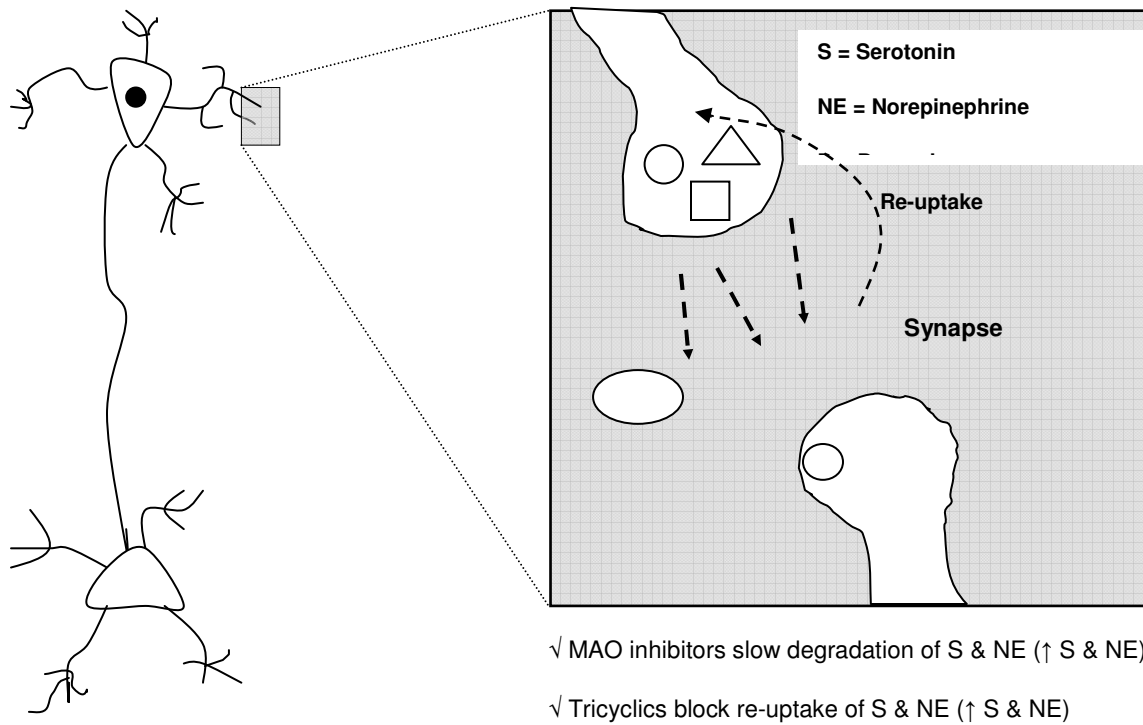 S = Serotonin
NE = Norepinephrine
Re-uptake
Synapse
√ MAO inhibitors slow degradation of S & NE (↑ S & NE)
√ Tricyclics block re-uptake of S & NE (↑ S & NE)